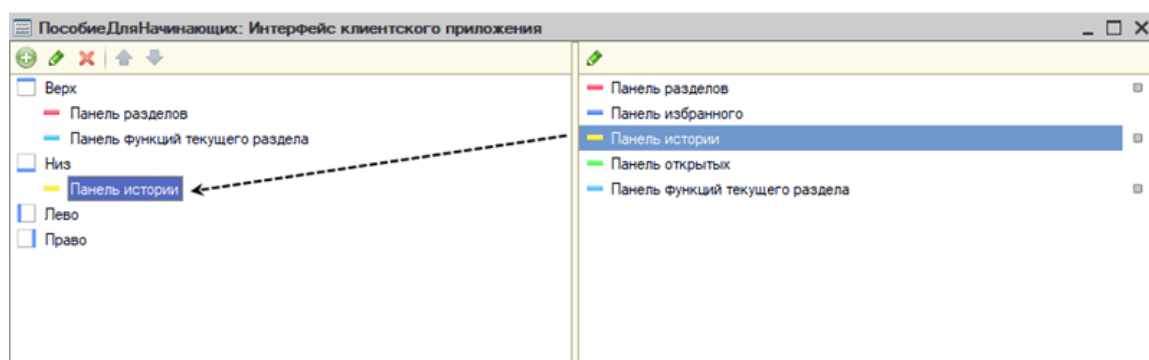 ПособиеДляНачинающих: Интерфейс клиентского приложения
Верх
Панель разделов
Панель функций текущего раздела
Низ
Панель истории
Лево
Право
Панель разделов
Панель избранного
Панель истории
Панель открытых
Панель функций текущего раздела